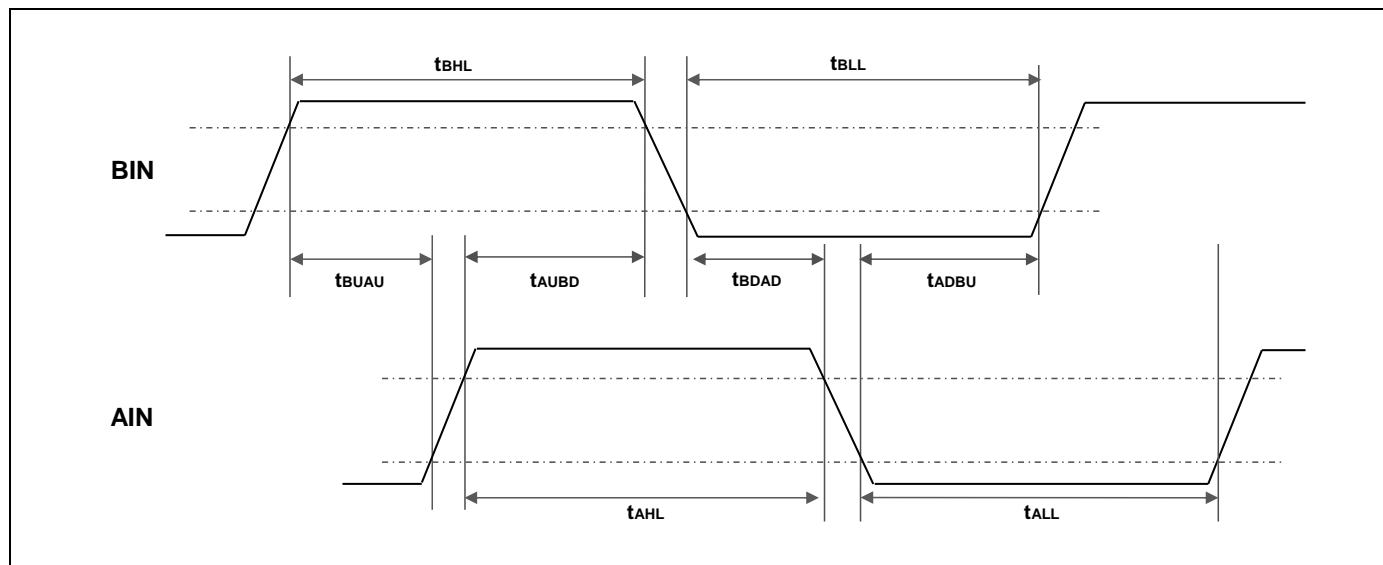 tBHL
tBLL
BIN
tBUAU
tAUBD
tBDAD
tADBU
AIN
tAHL
tALL